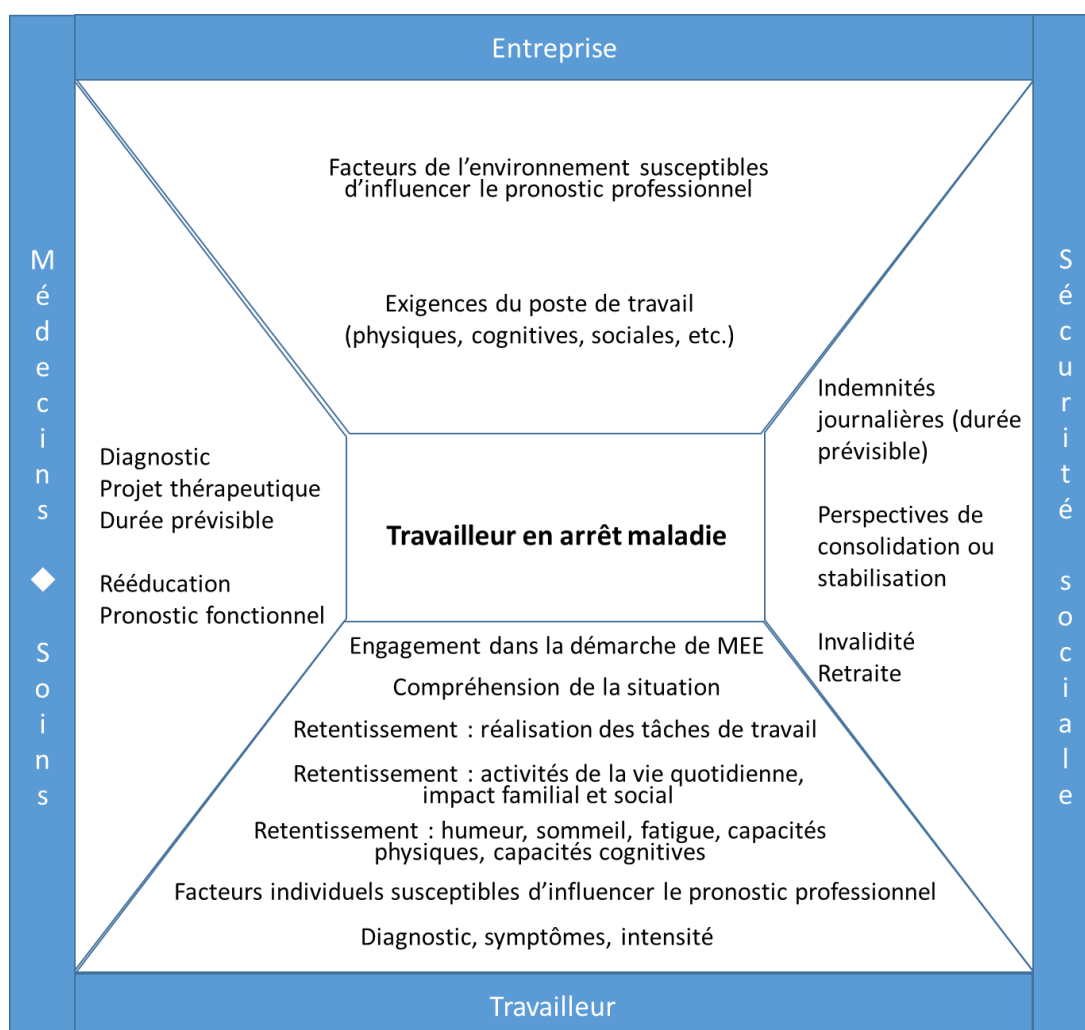 Entreprise
Facteurs de l’environnement susceptibles
d’influencer le pronostic professionnel
Exigences du poste de travail
(physiques, cognitives, sociales, etc.)
Médecins ◆ Soins
Diagnostic
Projet thérapeutique
Durée prévisible
Rééducation
Pronostic fonctionnel
Travailleur en arrêt maladie
Indemnités
journalières (durée
prévisible)
Perspectives de
consolidation ou
stabilisation
Invalidité
Retraite
Sécurité sociale
Engagement dans la démarche de MEE
Compréhension de la situation
Retentissement : réalisation des tâches de travail
Retentissement : activités de la vie quotidienne,
impact familial et social
Retentissement : humeur, sommeil, fatigue, capacités
physiques, capacités cognitives
Facteurs individuels susceptibles d’influencer le pronostic professionnel
Diagnostic, symptômes, intensité
Travailleur